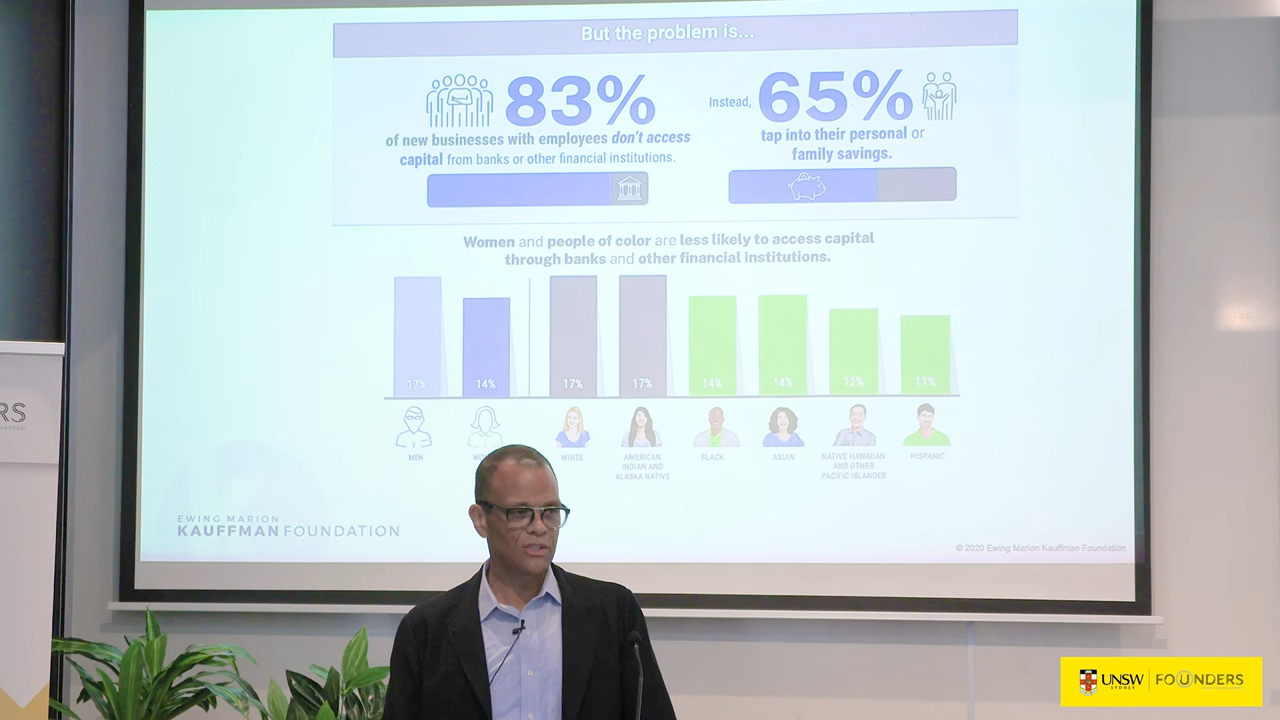 But the problem is...
83%
of new businesses with employees don't access
capital from banks or other financial institutions.
Instead, 65%
tap into their personal or
family savings.
Women and people of color are less likely to access capital
through banks and other financial institutions.
17%
14%
17%
17%
14%
14%
12%
11%
MEN
WHITE
AMERICAN
INDIAN AND
ALASKA NATIVE
BLACK
ASIAN
NATIVE HAWAIIAN
AND OTHER
PACIFIC ISLANDER
HISPANIC
EWING MARION
KAUFFMAN FOUNDATION
© 2020 Ewing Marion Kauffman Foundation
RS
UNSW
SYDNEY
FOUNDERS